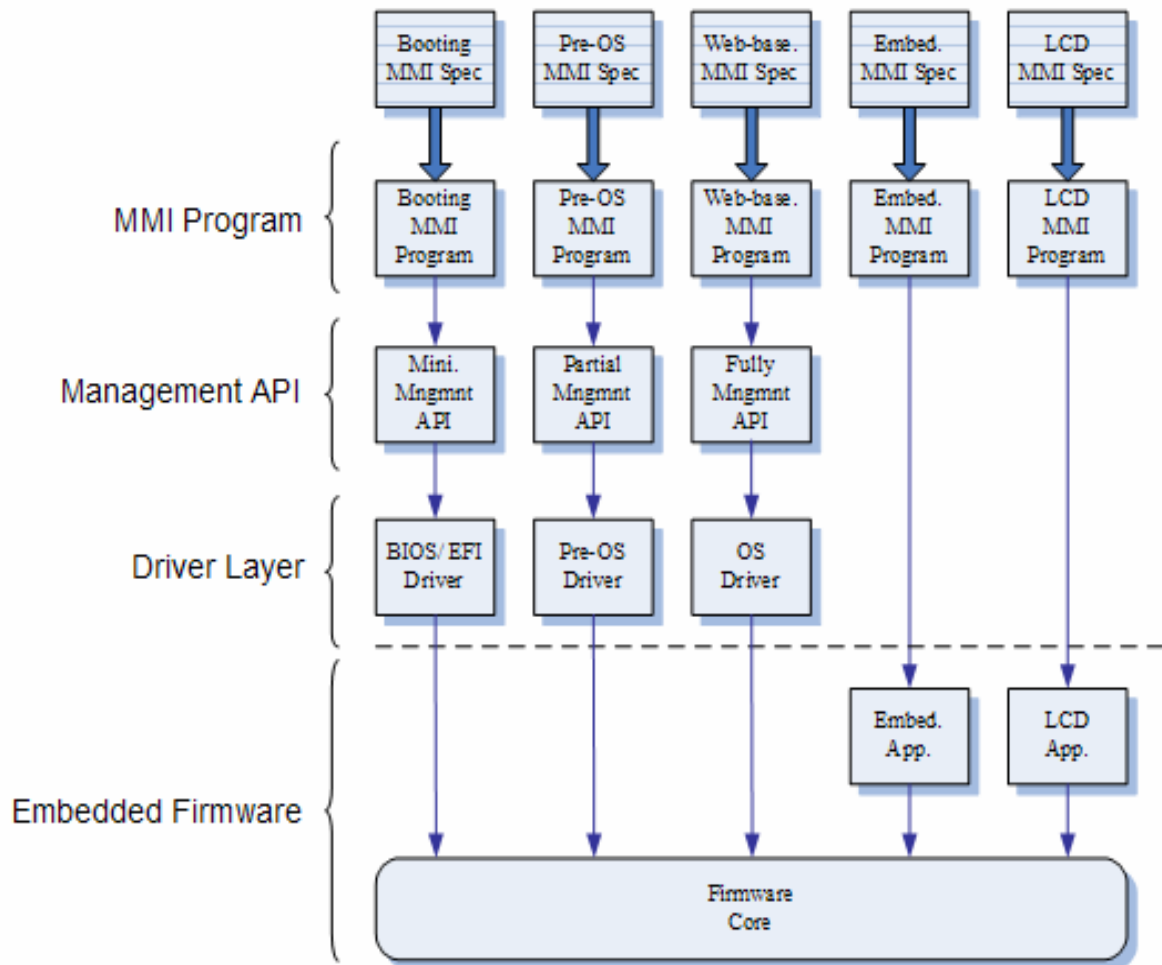 Booting
MMI Spec
Pre-OS
MMI Spec
Web-base.
MMI Spec
Embed.
MMI Spec
LCD
MMI Spec
MMI Program
Booting
MMI
Program
Pre-OS
MMI
Program
Web-base.
MMI
Program
Embed.
MMI
Program
LCD
MMI
Program
Management API
Mini.
Mngmnt
API
Partial
Mngmnt
API
Fully
Mngmnt
API
Driver Layer
BIOS/EFI
Driver
Pre-OS
Driver
OS
Driver
Embedded Firmware
Embed.
App.
LCD
App.
Firmware
Core